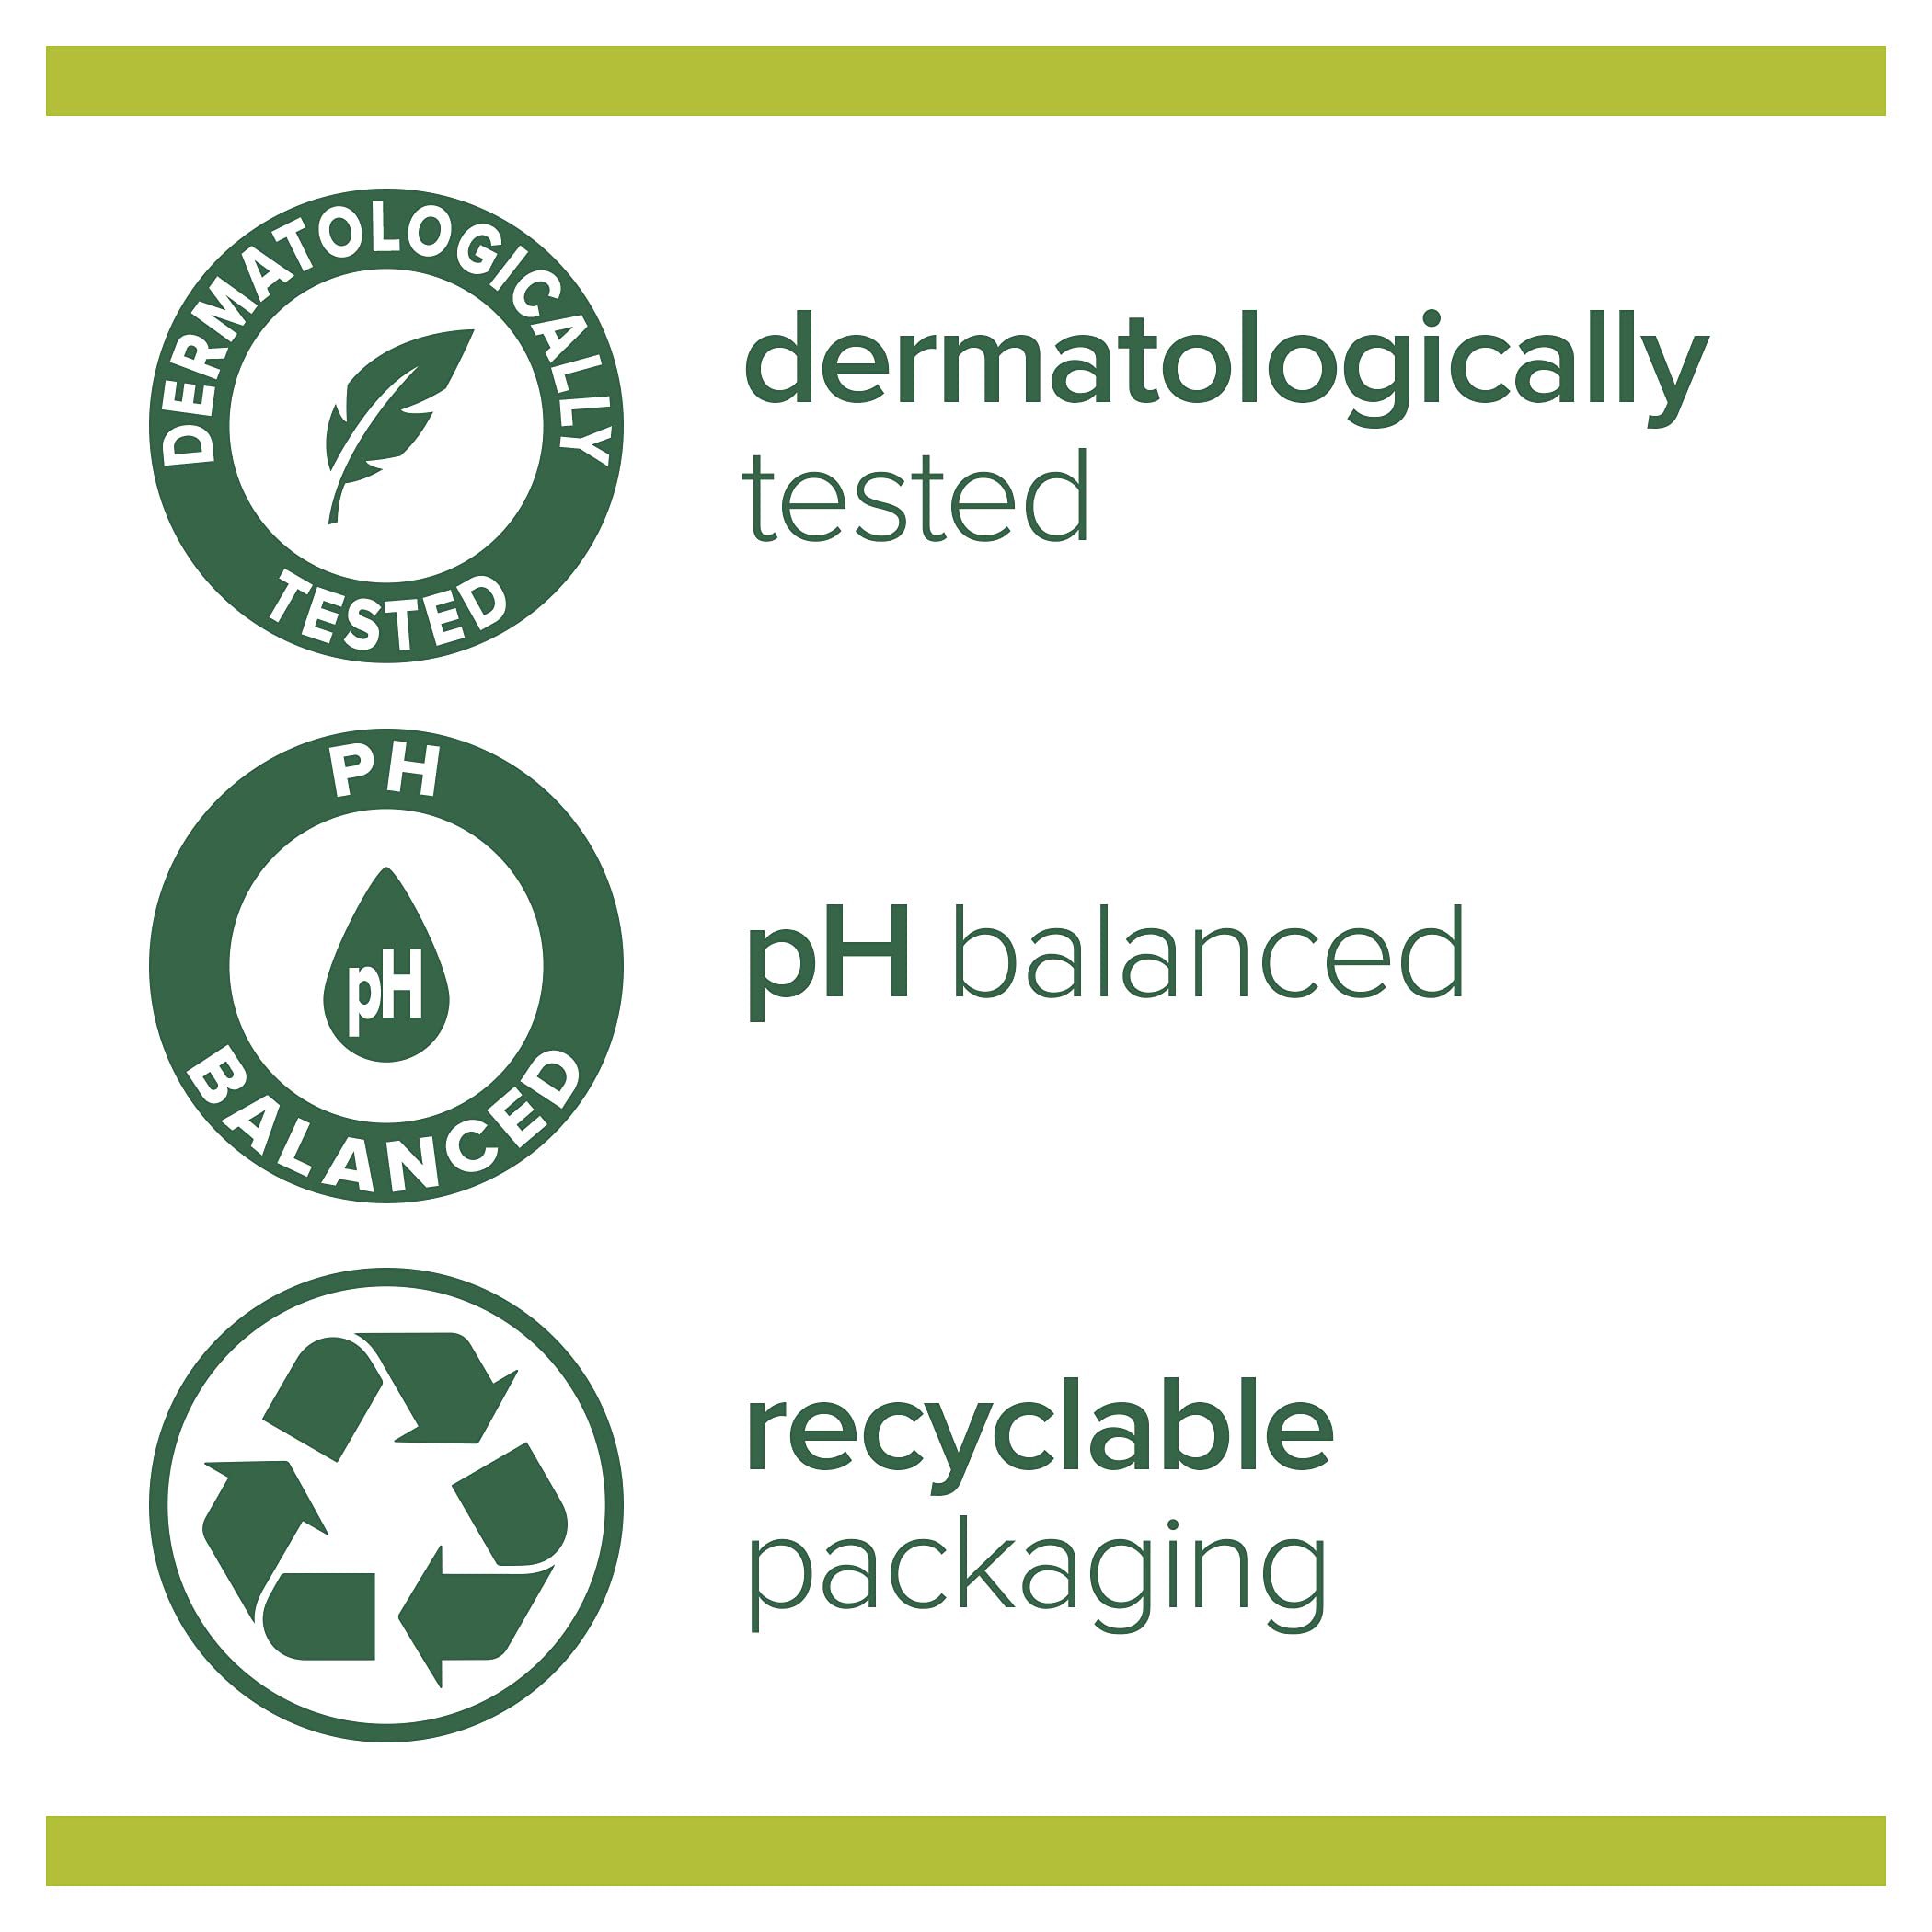 DERMATOLOGICALLY
TESTED
dermatologically
tested
PH
pH
BALANCED
pH balanced
recyclable
packaging